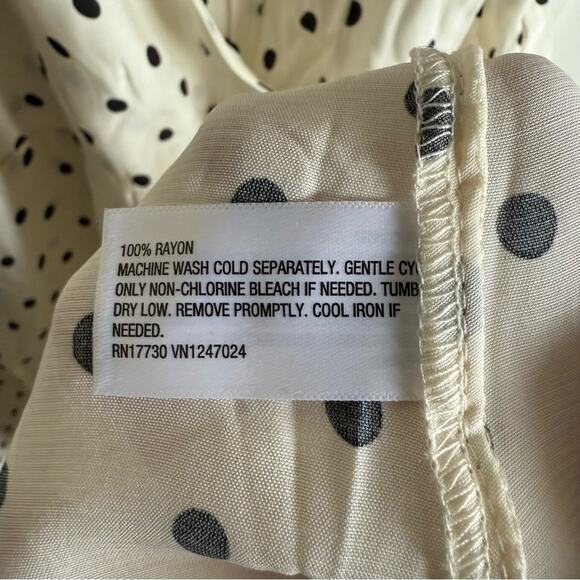 100% RAYON
MACHINE WASH COLD SEPARATELY. GENTLE CY
ONLY NON-CHLORINE BLEACH IF NEEDED. TUMB
DRY LOW. REMOVE PROMPTLY. COOL IRON IF
NEEDED.
RN17730 VN1247024